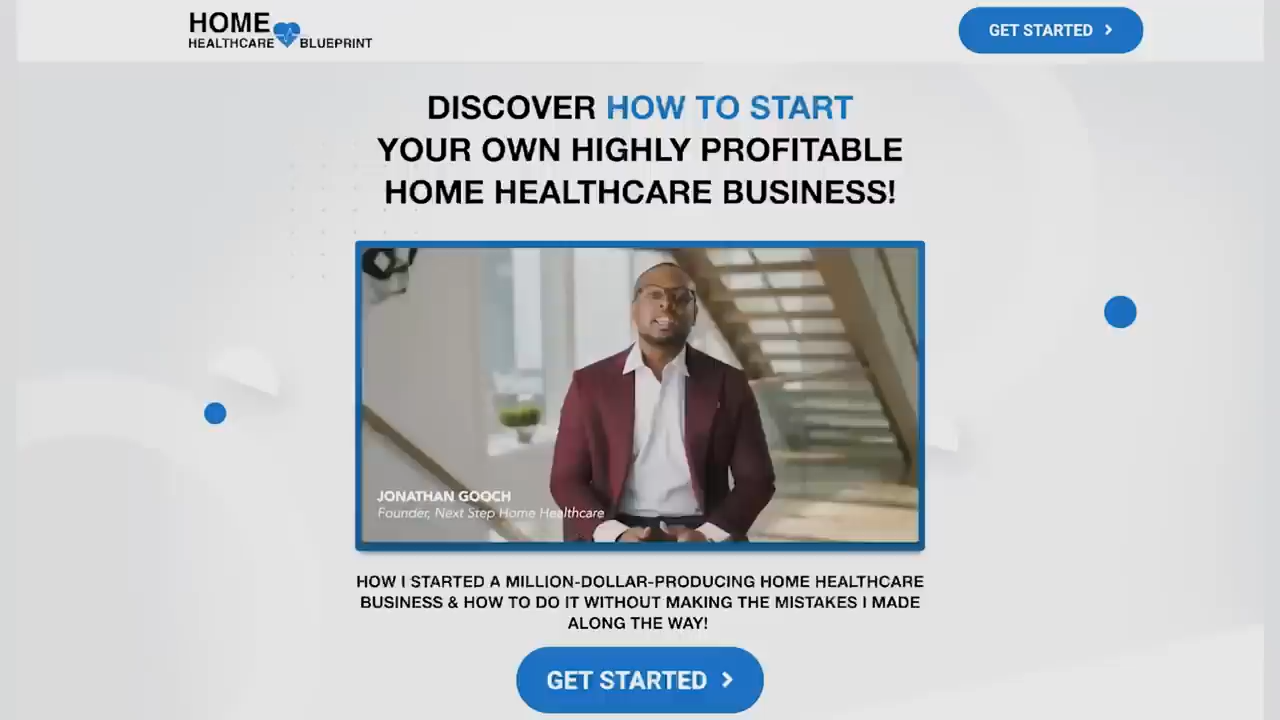 HOME
HEALTHCARE BLUEPRINT
GET STARTED
DISCOVER HOW TO START
YOUR OWN HIGHLY PROFITABLE
HOME HEALTHCARE BUSINESS!
JONATHAN GOOCH
Founder, Next Step Home Healthcare
HOW I STARTED A MILLION-DOLLAR-PRODUCING HOME HEALTHCARE
BUSINESS & HOW TO DO IT WITHOUT MAKING THE MISTAKES I MADE
ALONG THE WAY!
GET STARTED